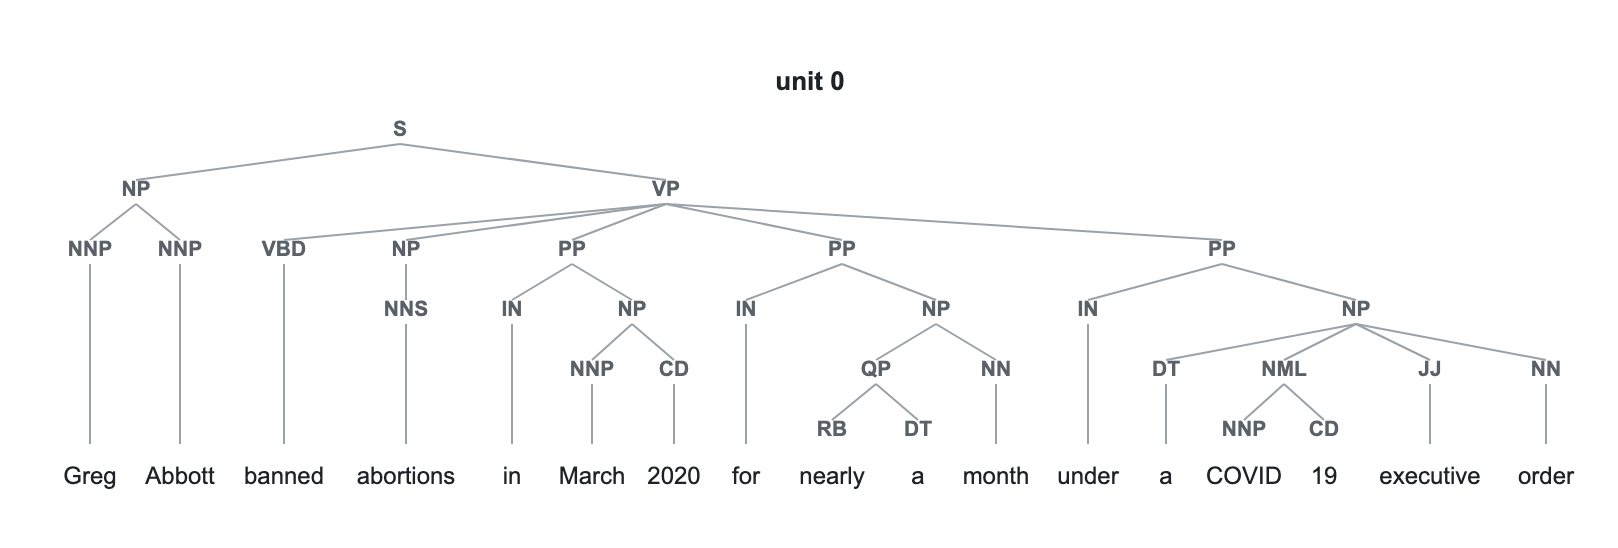 unit 0
S
NP VP
NNP NNP VBD NP PP PP PP
NNS IN NP IN NP IN NP
NNP CD QP NN DT NML JJ NN
RB DT NNP CD
Greg Abbott banned abortions in March 2020 for nearly a month under a COVID 19 executive order